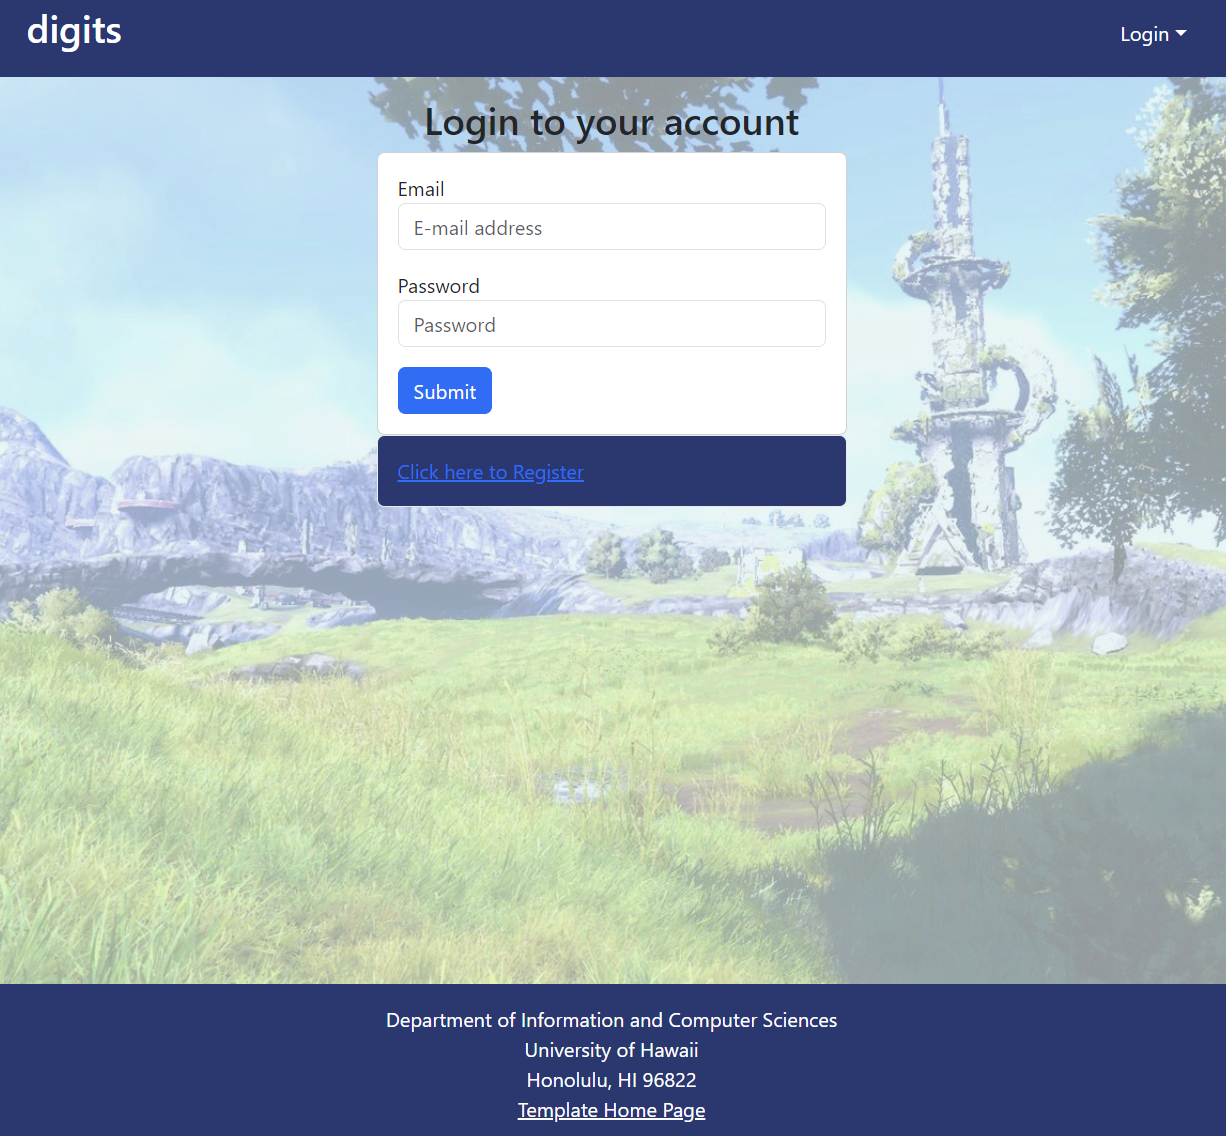 digits
Login
Login to your account
Email
E-mail address
Password
Password
Submit
Click here to Register
Department of Information and Computer Sciences
University of Hawaii
Honolulu, HI 96822
Template Home Page